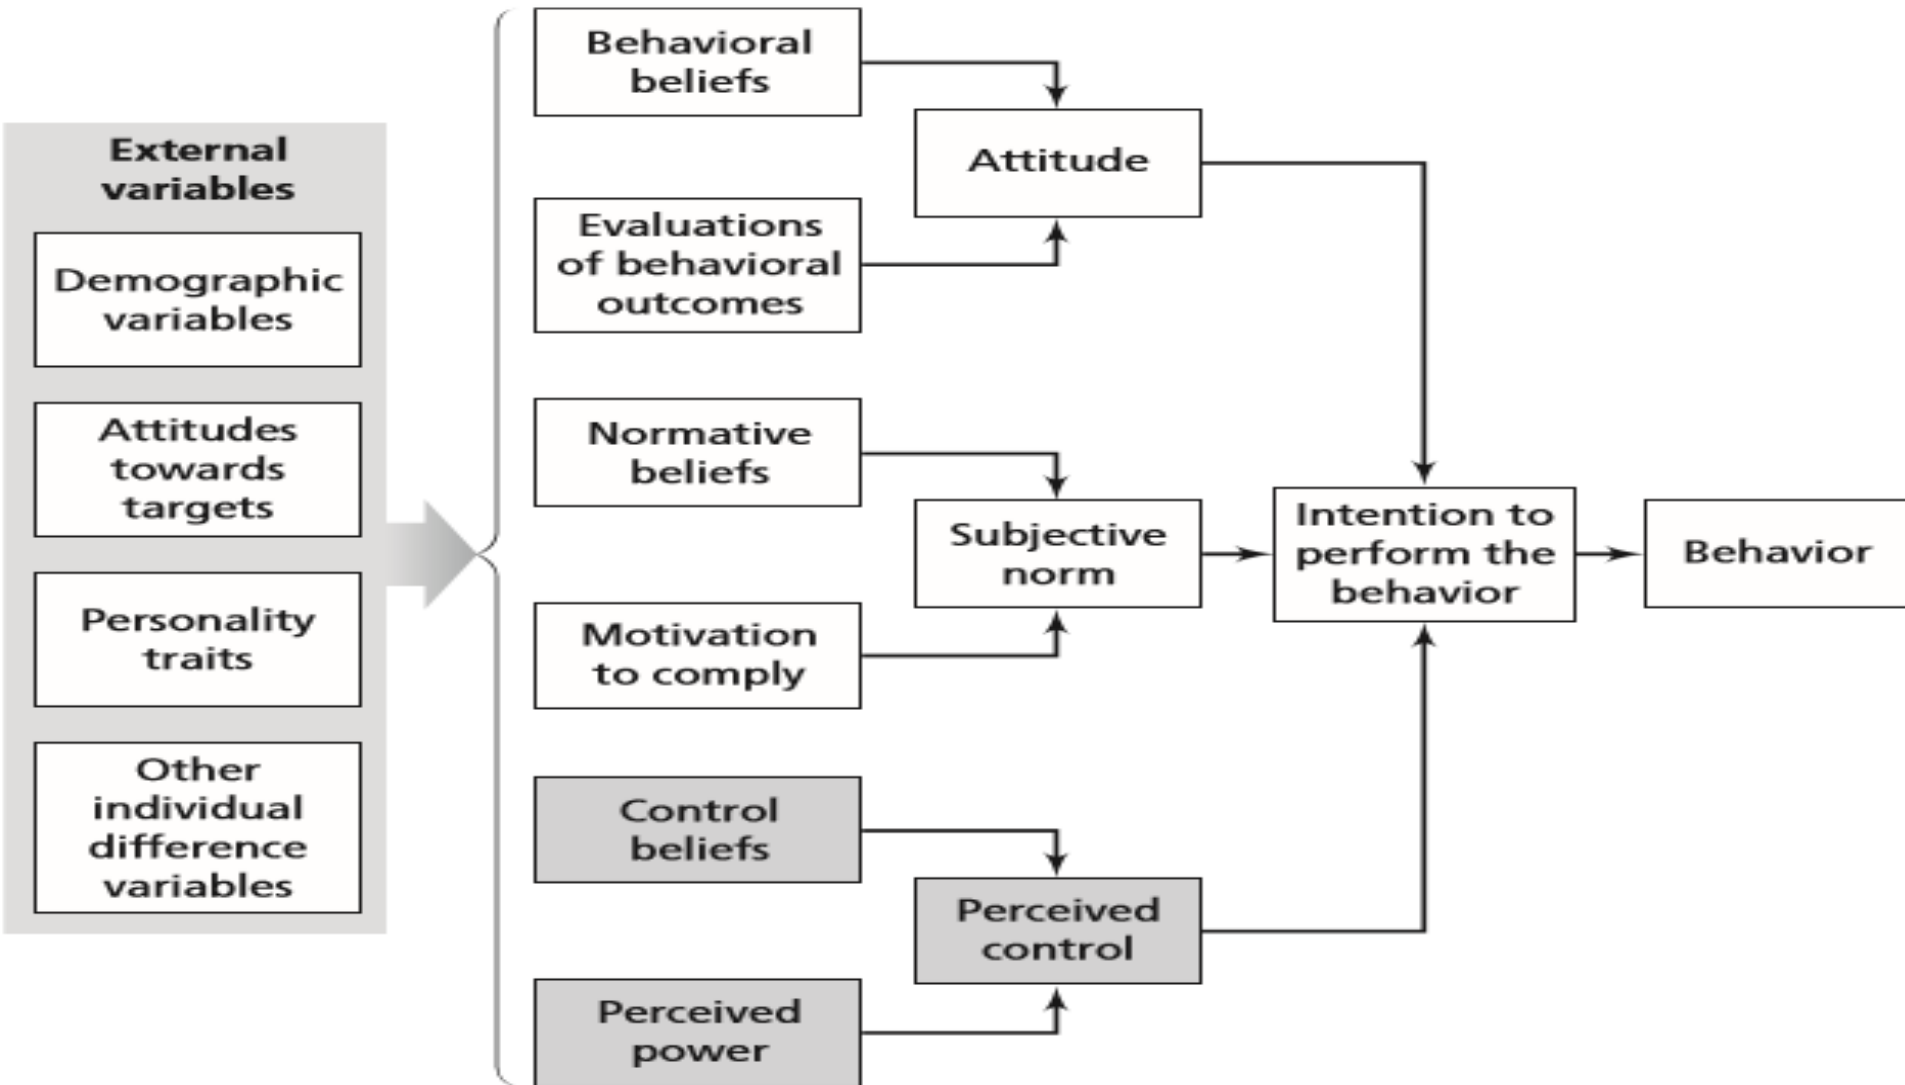 External
variables
Demographic
variables
Attitudes
towards
targets
Personality
traits
Other
individual
difference
variables
Behavioral
beliefs
Evaluations
of behavioral
outcomes
Normative
beliefs
Motivation
to comply
Control
beliefs
Perceived
power
Attitude
Subjective
norm
Perceived
control
Intention to
perform the
behavior
Behavior